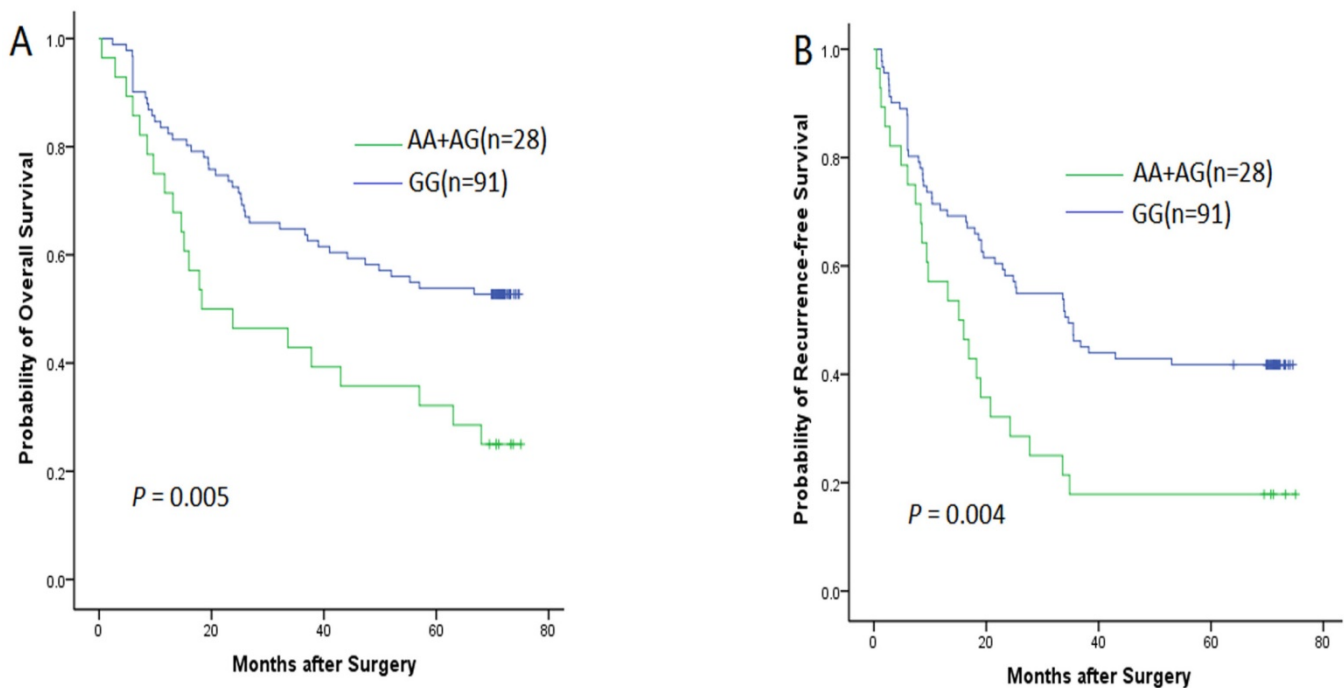 A
Probability of Overall Survival
1.0
0.8
0.6
0.4
0.2
0.0
AA+AG(n=28)
GG(n=91)
P = 0.005
0 20 40 60 80
Months after Surgery
B
Probability of Recurrence-free Survival
1.0
0.8
0.6
0.4
0.2
0.0
AA+AG(n=28)
GG(n=91)
P = 0.004
0 20 40 60 80
Months after Surgery